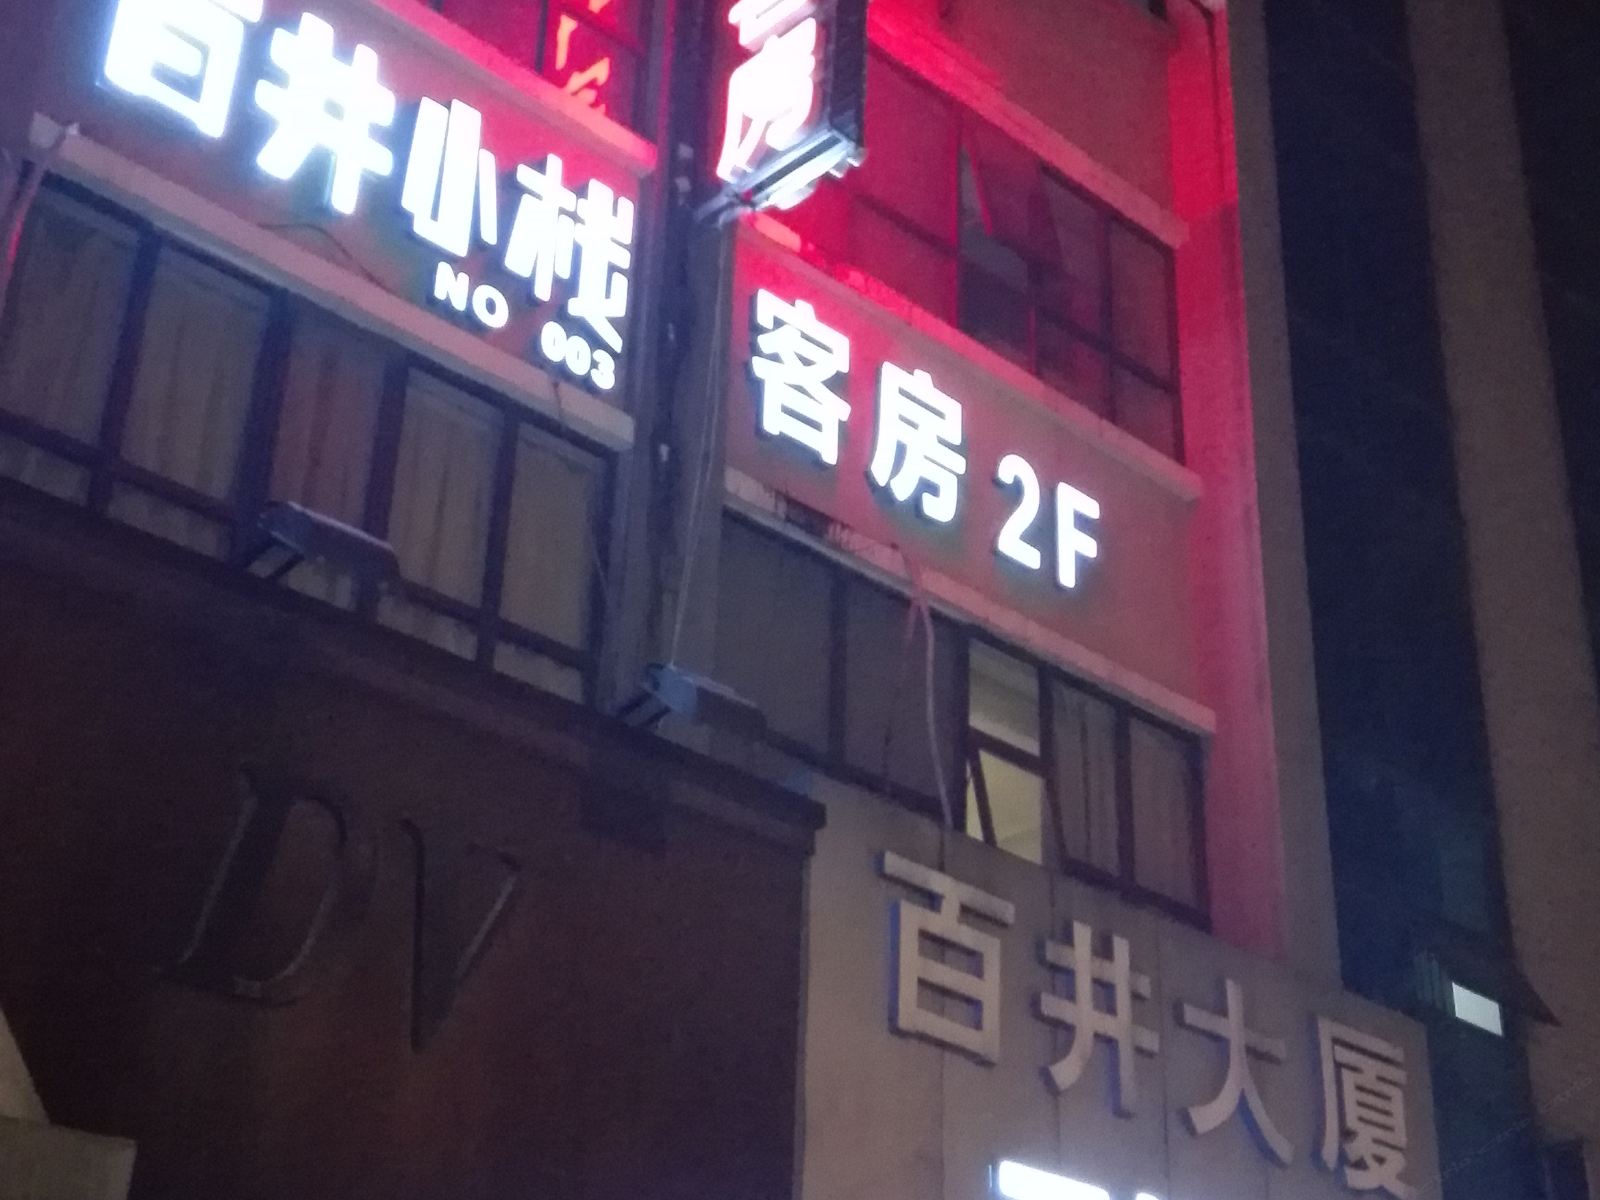 百井小栈
NO 003
客房 2F
DV
百井大厦